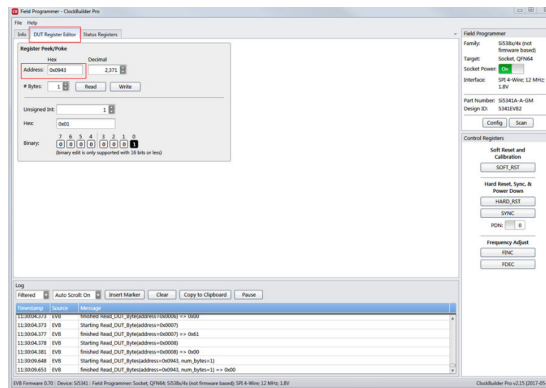 Field Programmer - ClockBuilder Pro
File Help
Info DUT Register Editor Status Registers
Register Peek/Poke
Hex Decimal
Address: 0x0943 2,371
# Bytes: 1 Read Write
Unsigned Int: 1
Hex: 0x01
7 6 5 4 3 2 1 0
Binary: 0 0 0 0 0 0 0 1
(binary edit is only supported with 16 bits or less)
Field Programmer
Family: Si538x/4x (not firmware based)
Target: Socket, QFN64
Socket Power: On
Interface: SPI 4-Wire; 12 MHz; 1.8V
Part Number: Si5341A-A-GM
Design ID: 5341EVB2
Config Scan
Control Registers
Soft Reset and
Calibration
SOFT_RST
Hard Reset, Sync, &
Power Down
HARD_RST
SYNC
PDN: 0
Frequency Adjust
FINC
FDEC
Log
Filtered Auto Scroll: On Insert Marker Clear Copy to Clipboard Pause
Timestamp Source Message
11:30:04.373 EVB finished Read_DUT_Byte(address=0x0006) => 0x00
11:30:04.373 EVB Starting Read_DUT_Byte(address=0x0007)
11:30:04.377 EVB finished Read_DUT_Byte(address=0x0007) => 0x61
11:30:04.378 EVB Starting Read_DUT_Byte(address=0x0008)
11:30:04.381 EVB finished Read_DUT_Byte(address=0x0008) => 0x00
11:30:09.648 EVB Starting Read_DUT_Bytes(address=0x0943, num_bytes=1)
11:30:09.653 EVB finished Read_DUT_Bytes(address=0x0943, num_bytes=1) => 0x00
EVB Firmware 0.70 Device: Si5341 Field Programmer: Socket, QFN64; Si538x/4x (not firmware based); SPI 4-Wire; 12 MHz; 1.8V ClockBuilder Pro v2.15 [2017-05